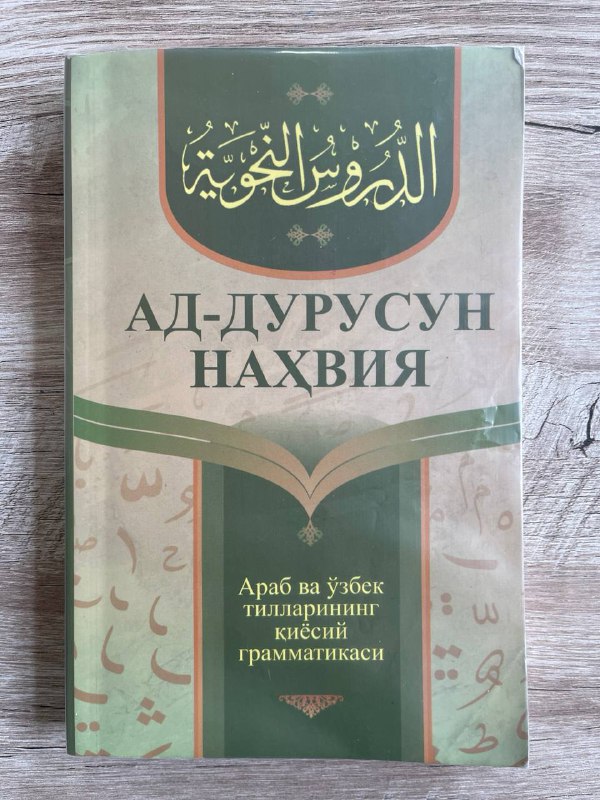 الدُّرُوسُ النَّحْوِيَّةُ
АД-ДУРУСУН
НАҲВИЯ
Араб ва ўзбек
тилларининг
қиёсий
грамматикаси